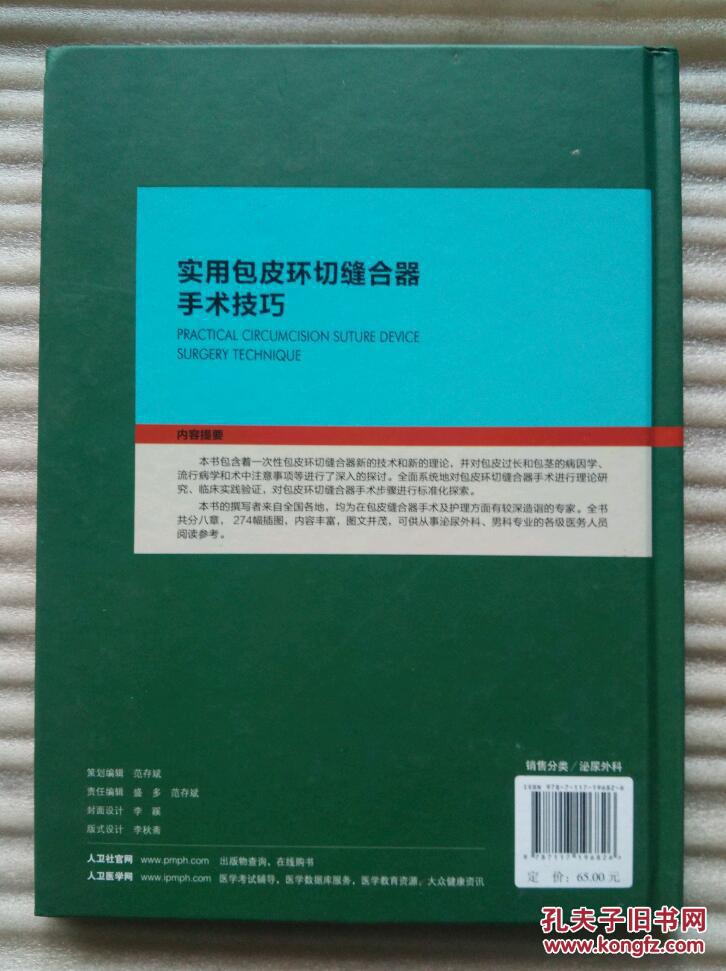 实用包皮环切缝合器
手术技巧
PRACTICAL CIRCUMCISION SUTURE DEVICE
SURGERY TECHNIQUE
内容提要
本书包含着一次性包皮环切缝合器新的技术和新的理论，并对包皮过长和包茎的病因学、
流行病学和术中注意事项等进行了深入的探讨。全面系统地对包皮环切缝合器手术进行理论研
究、临床实践验证，对包皮环切缝合器手术步骤进行标准化探索。
本书的撰写者来自全国各地，均为在包皮缝合器手术及护理方面有较深造诣的专家。全书
共分八章，274幅插图，内容丰富，图文并茂，可供从事泌尿外科、男科专业的各级医务人员
阅读参考。
策划编辑 范存斌
责任编辑 盛 多 范存斌
封面设计 李 蹊
版式设计 李秋斋
人卫社官网 www.pmph.com 出版物查询，在线购书
人卫医学网 www.ipmph.com 医学考试辅导，医学数据库服务，医学教育资源，大众健康资讯
销售分类／泌尿外科
ISBN 978-7-117-19682-6
9 787117 196826 >
定 价：65.00 元
孔夫子旧书网
www.kongfz.com